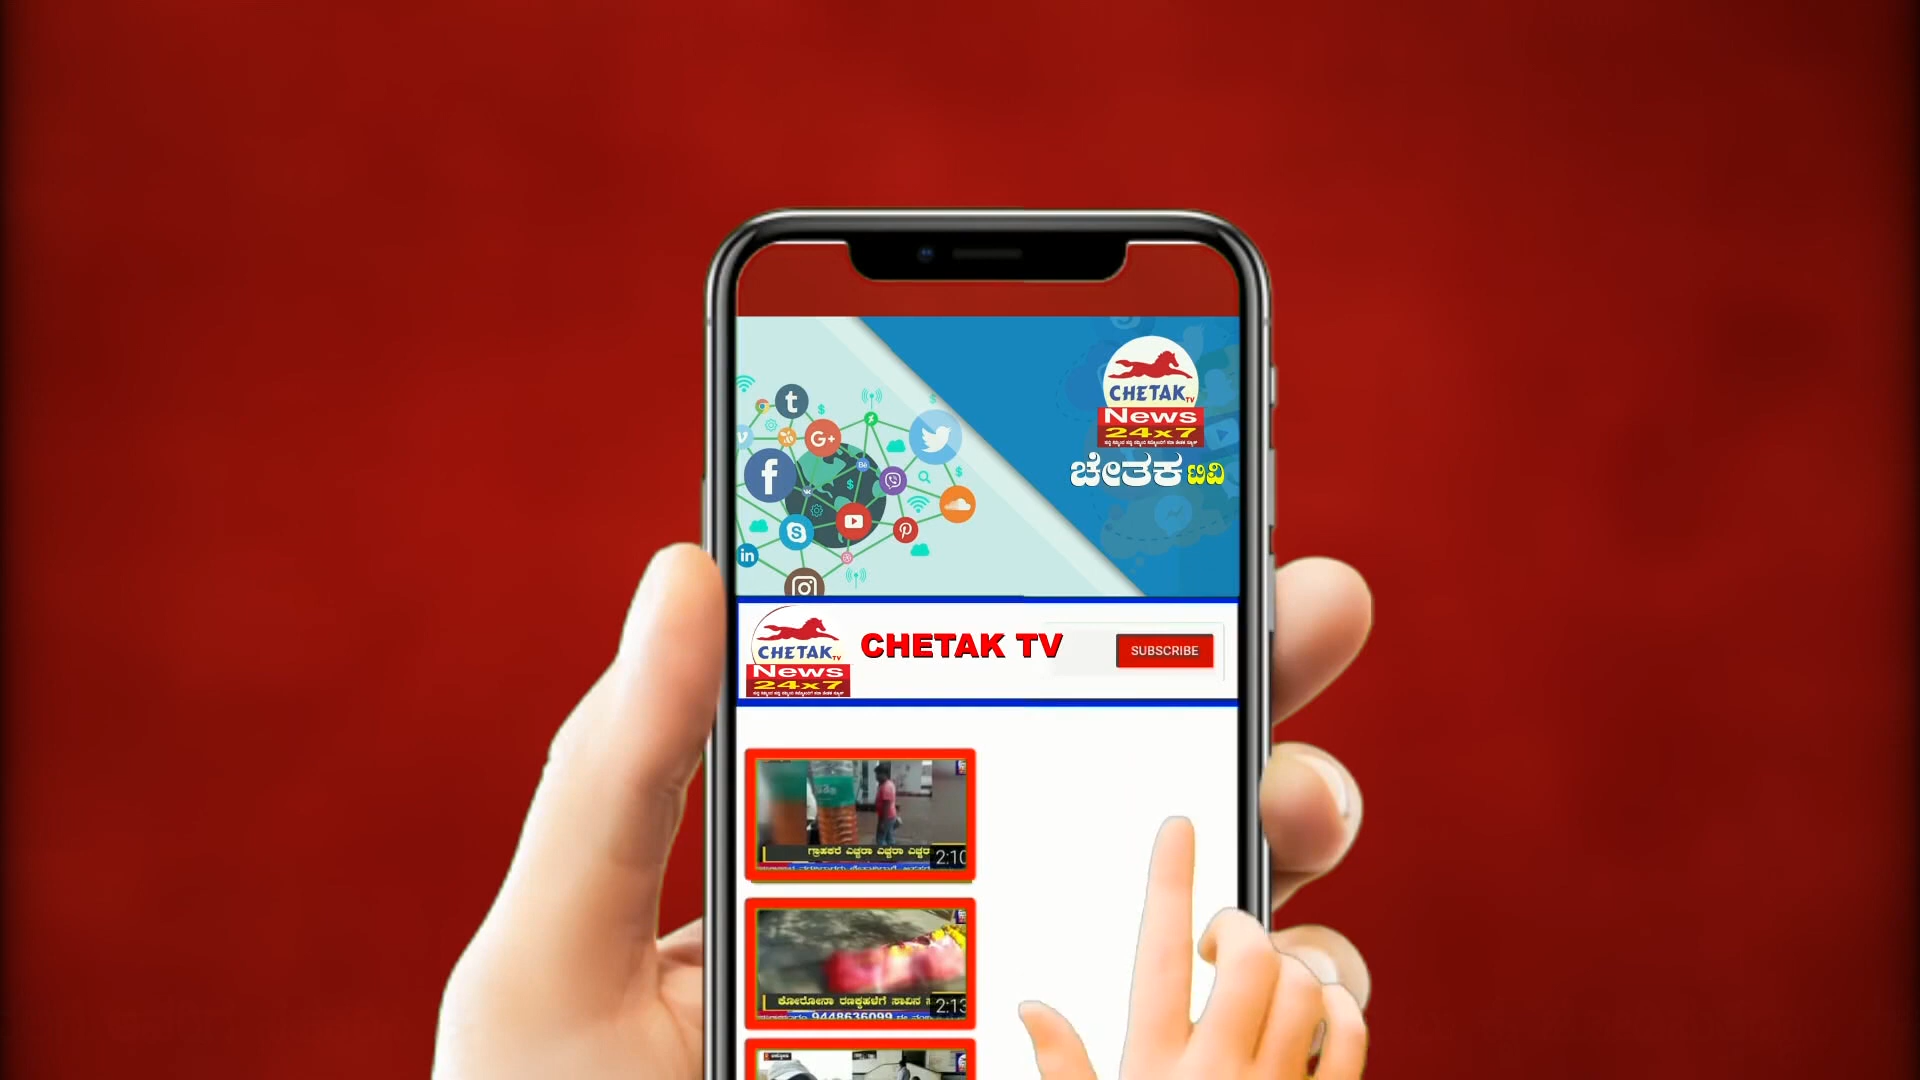 CHETAK TV
News
24x7
ಚೇತಕ ಟಿವಿ
CHETAK TV
News
24x7
CHETAK TV
SUBSCRIBE
ಗ್ರಾಹಕರೆ ಎಚ್ಚರಾ ಎಚ್ಚರಾ ಎಚ್ಚರ
2:10
ಕೋರೋನಾ ರಣಕ್ಕಹಳೆಗೆ ಸಾವಿನ
2:13
9448636099